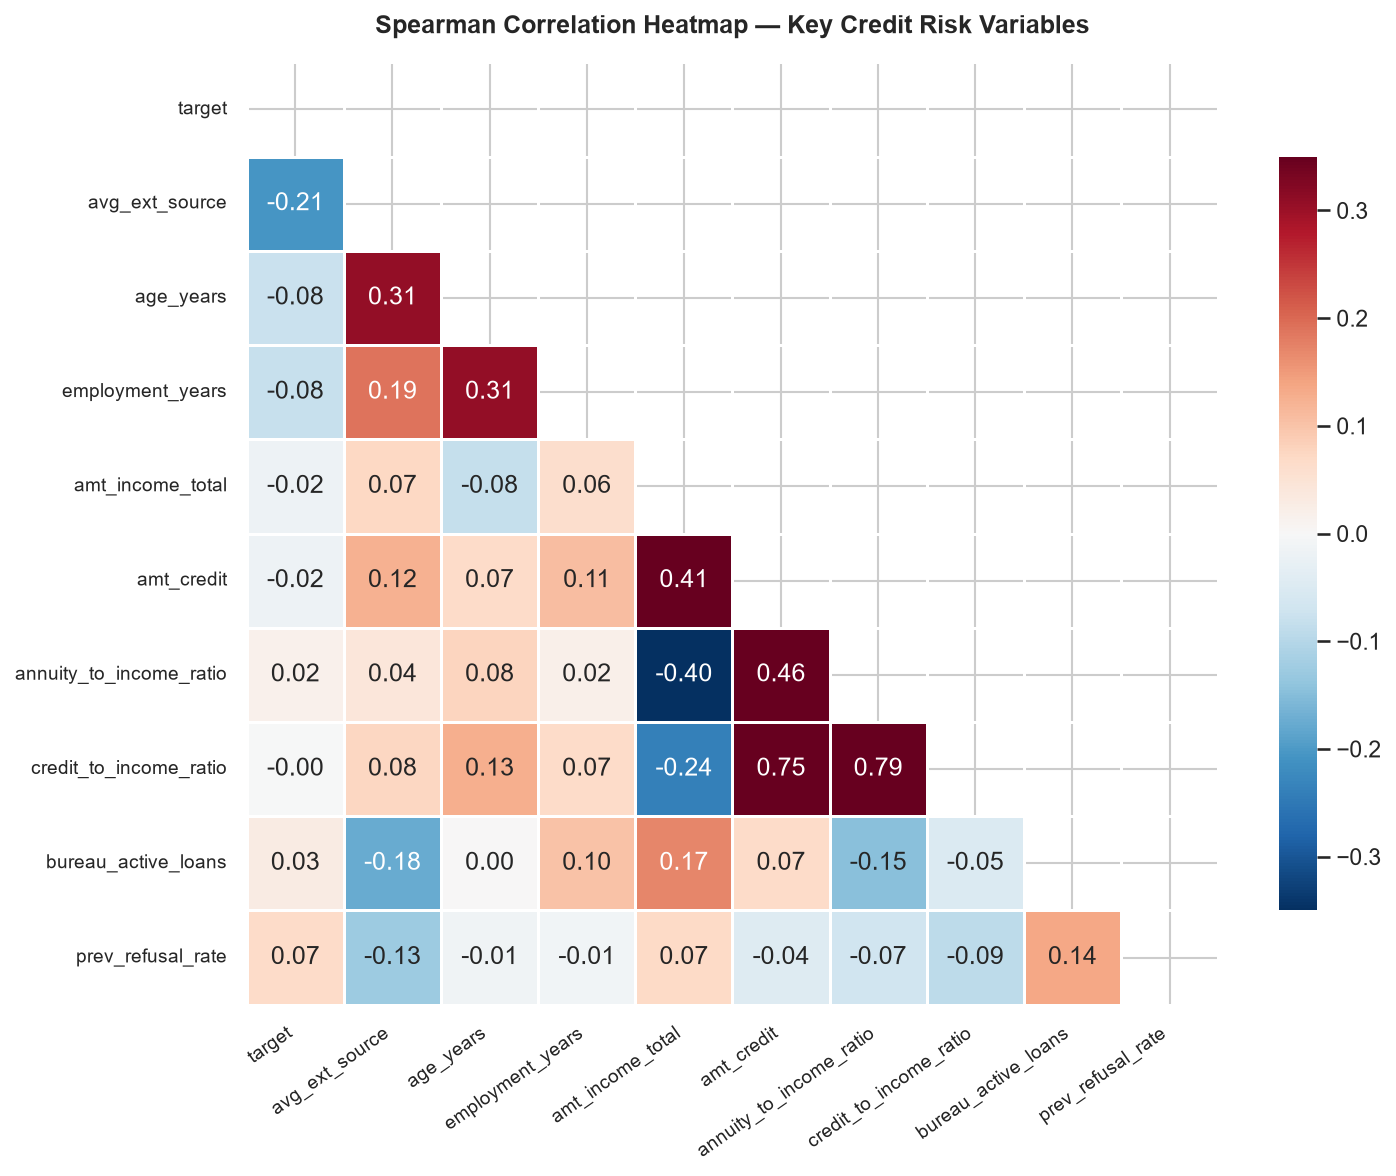 Spearman Correlation Heatmap — Key Credit Risk Variables
target
avg_ext_source -0.21
age_years -0.08 0.31
employment_years -0.08 0.19 0.31
amt_income_total -0.02 0.07 -0.08 0.06
amt_credit -0.02 0.12 0.07 0.11 0.41
annuity_to_income_ratio 0.02 0.04 0.08 0.02 -0.40 0.46
credit_to_income_ratio -0.00 0.08 0.13 0.07 -0.24 0.75 0.79
bureau_active_loans 0.03 -0.18 0.00 0.10 0.17 0.07 -0.15 -0.05
prev_refusal_rate 0.07 -0.13 -0.01 -0.01 0.07 -0.04 -0.07 -0.09 0.14
target
avg_ext_source
age_years
employment_years
amt_income_total
amt_credit
annuity_to_income_ratio
credit_to_income_ratio
bureau_active_loans
prev_refusal_rate
0.3
0.2
0.1
0.0
−0.1
−0.2
−0.3